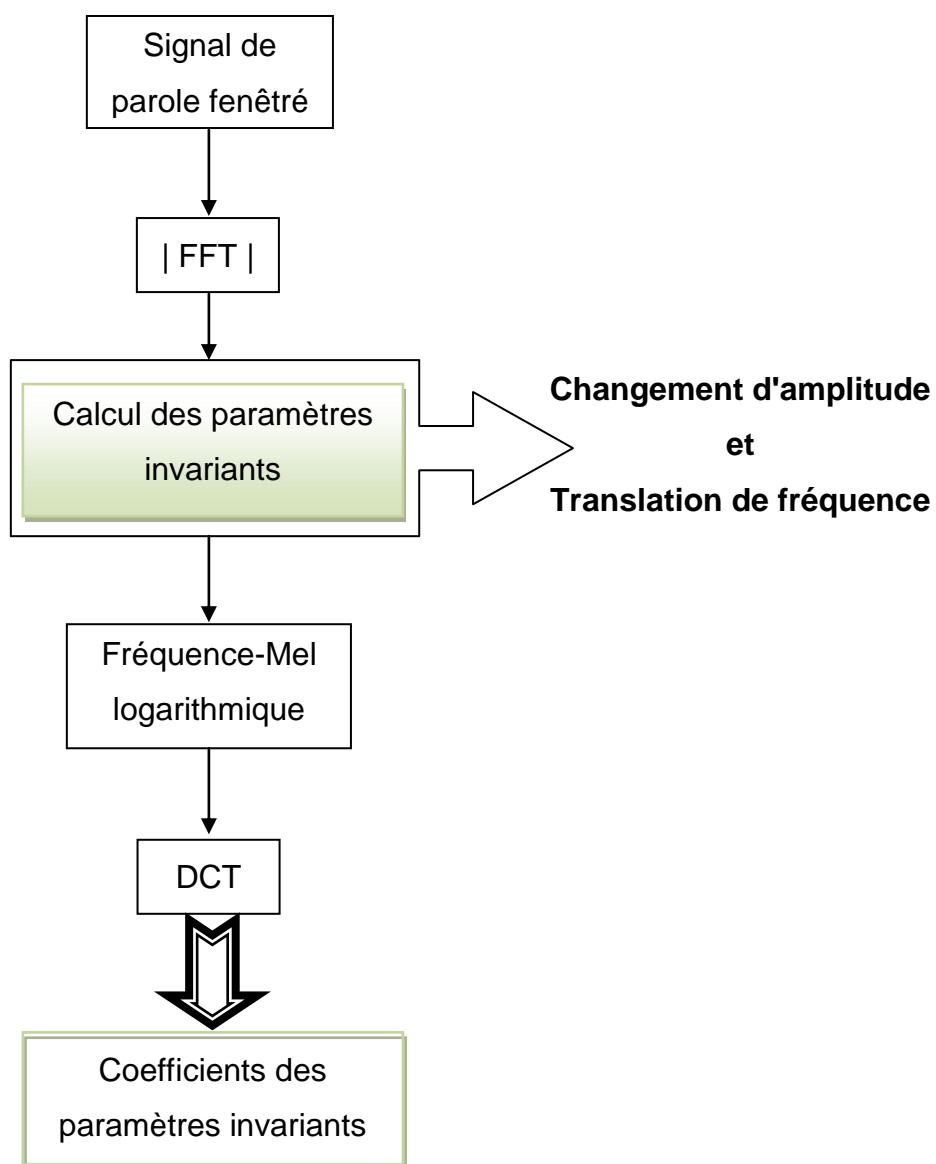 Signal de
parole fenêtré
| FFT |
Calcul des paramètres
invariants
Changement d'amplitude
et
Translation de fréquence
Fréquence-Mel
logarithmique
DCT
Coefficients des
paramètres invariants